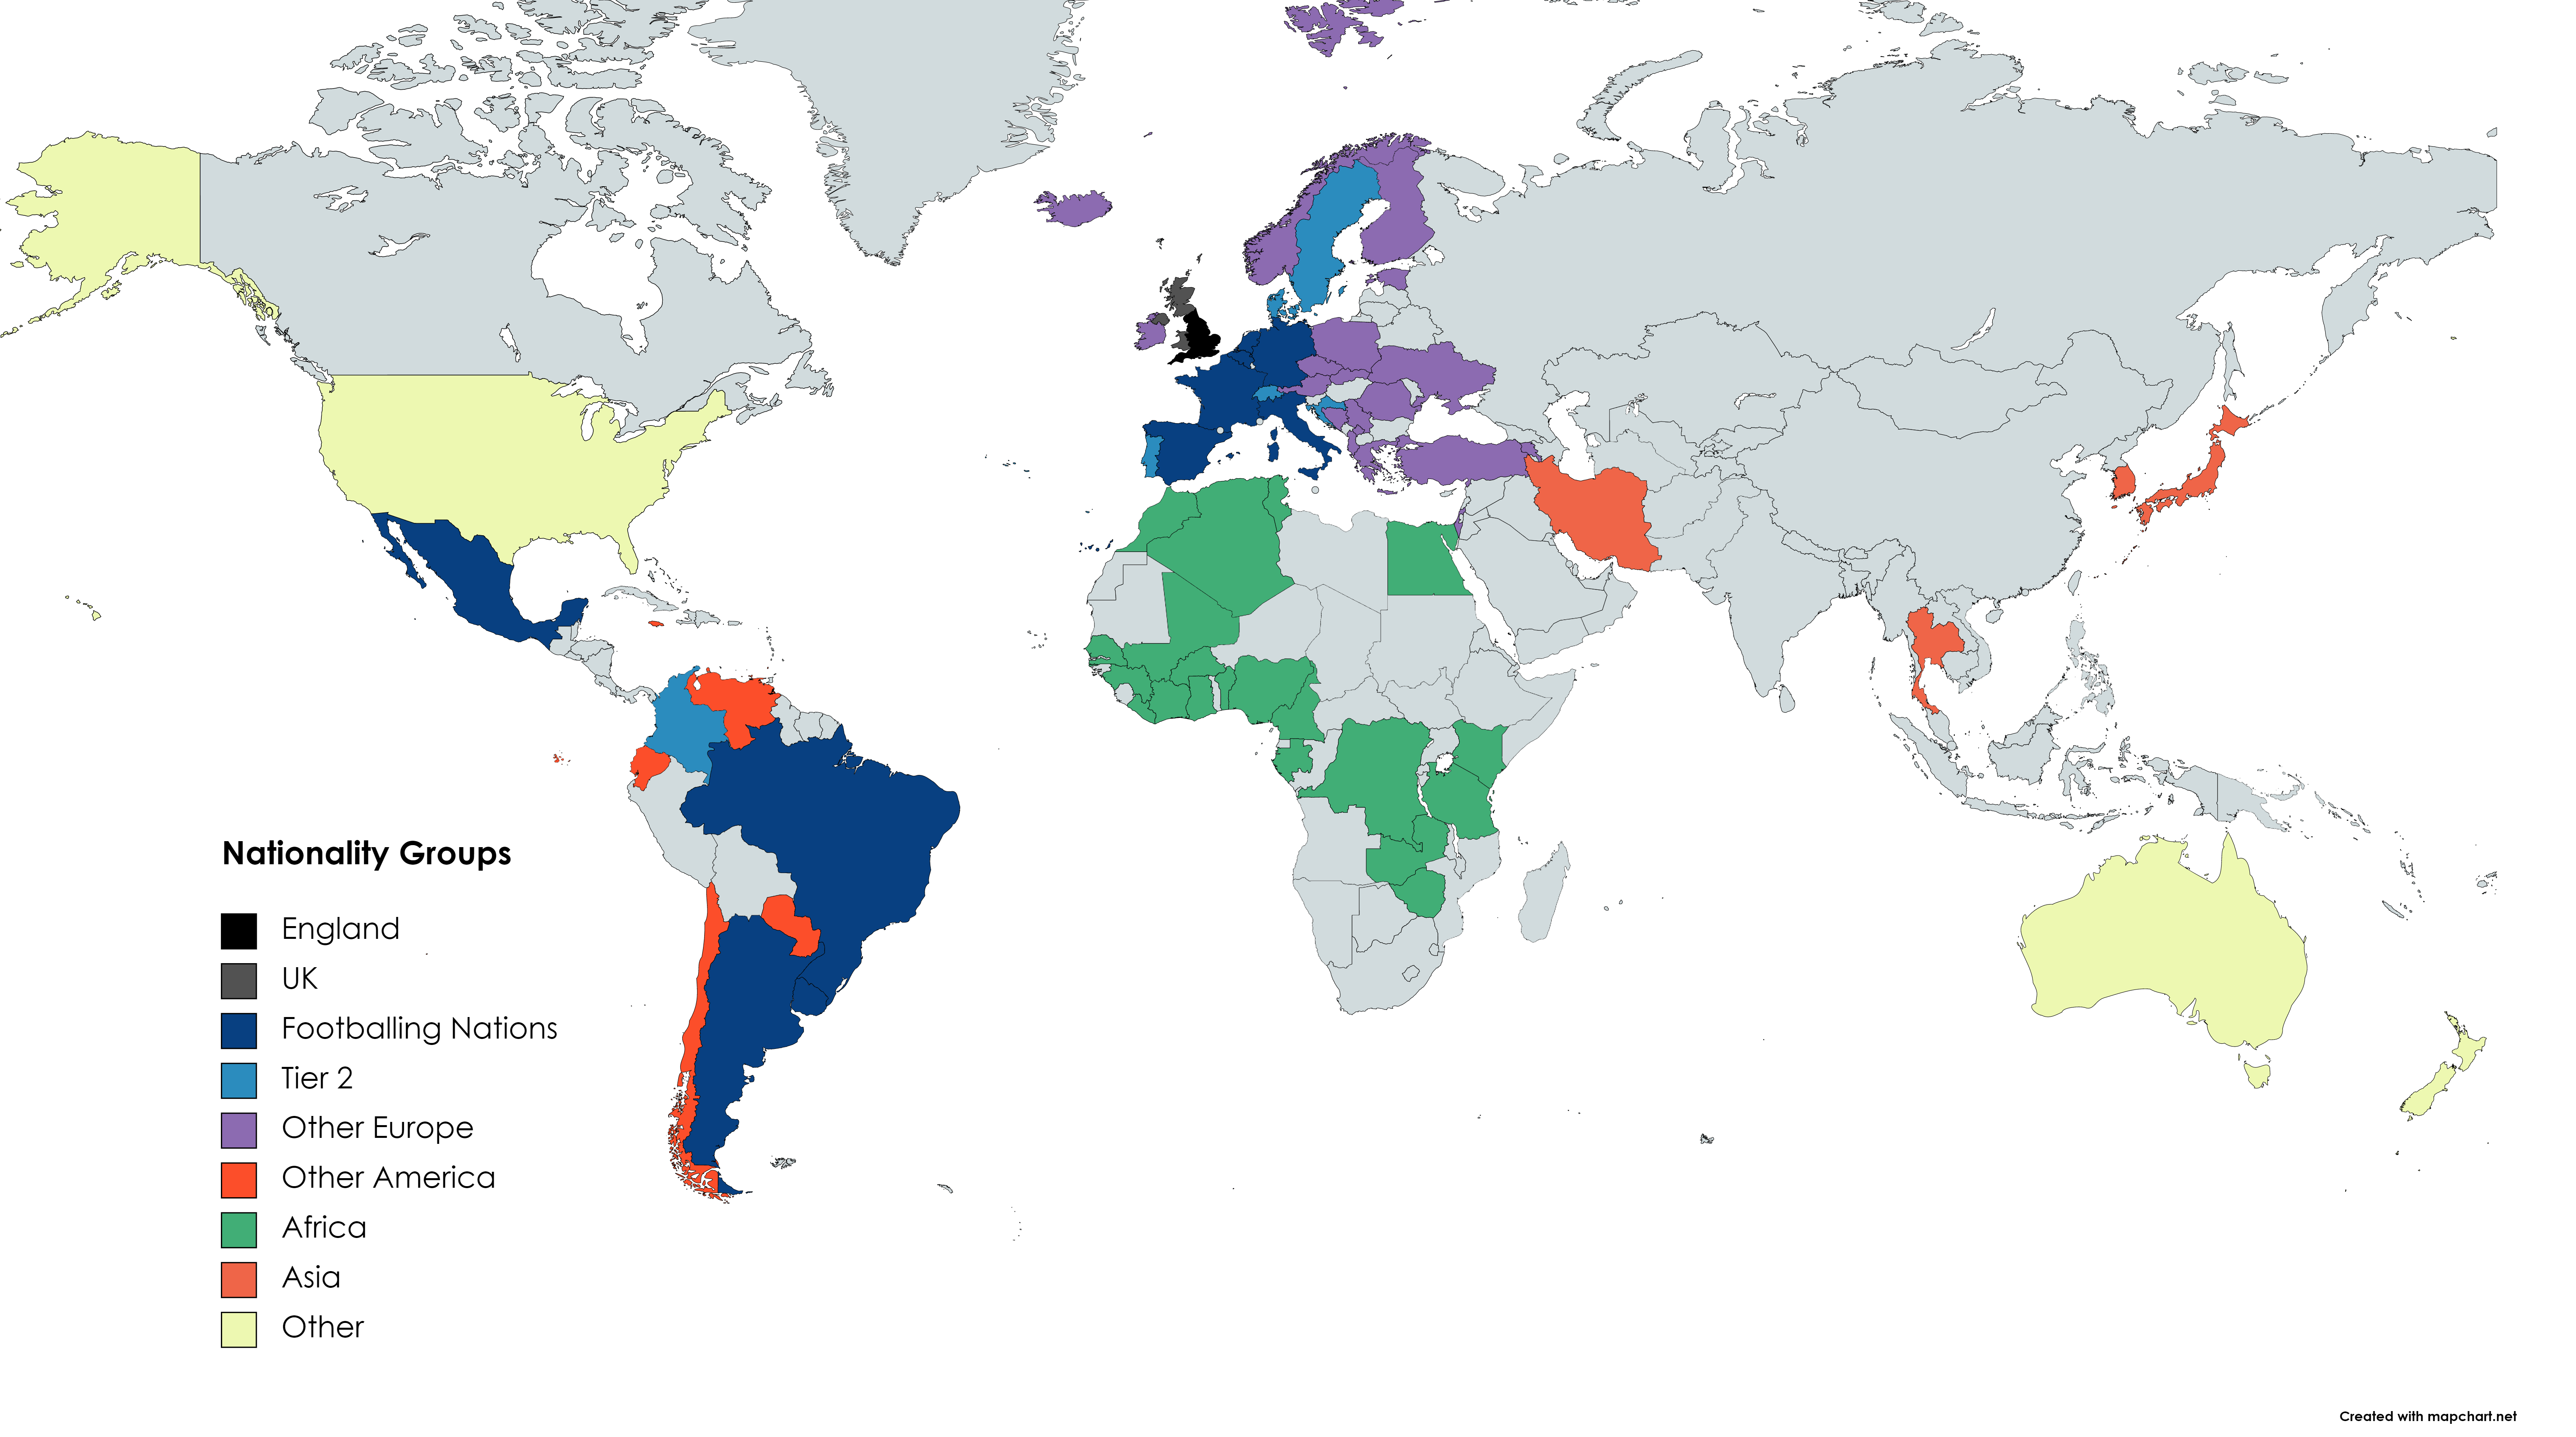 Nationality Groups
England
UK
Footballing Nations
Tier 2
Other Europe
Other America
Africa
Asia
Other
Created with mapchart.net